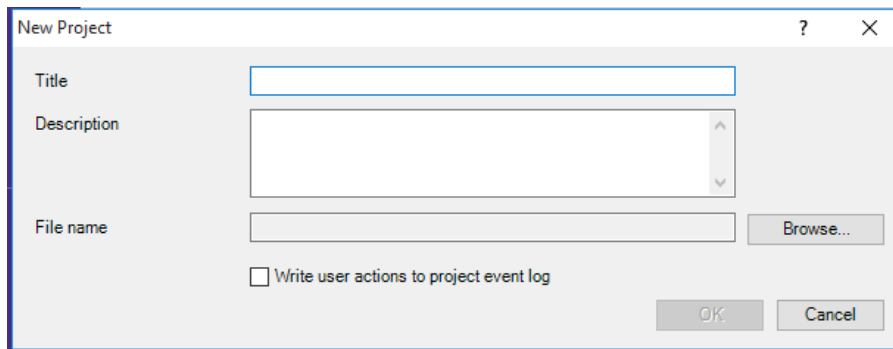 New Project ?
Title
Description
File name Browse...
Write user actions to project event log
OK Cancel